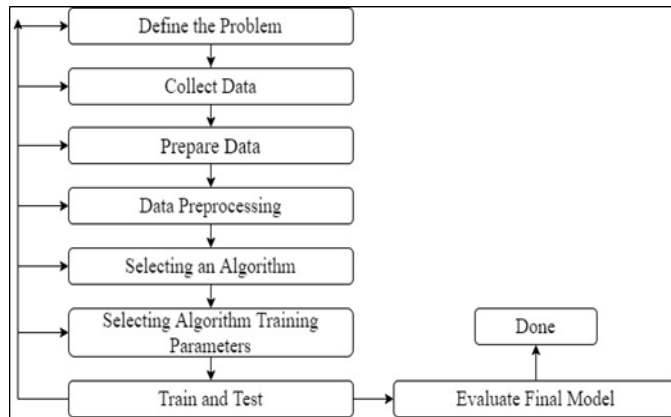 Define the Problem
Collect Data
Prepare Data
Data Preprocessing
Selecting an Algorithm
Selecting Algorithm Training
Parameters
Done
Train and Test
Evaluate Final Model